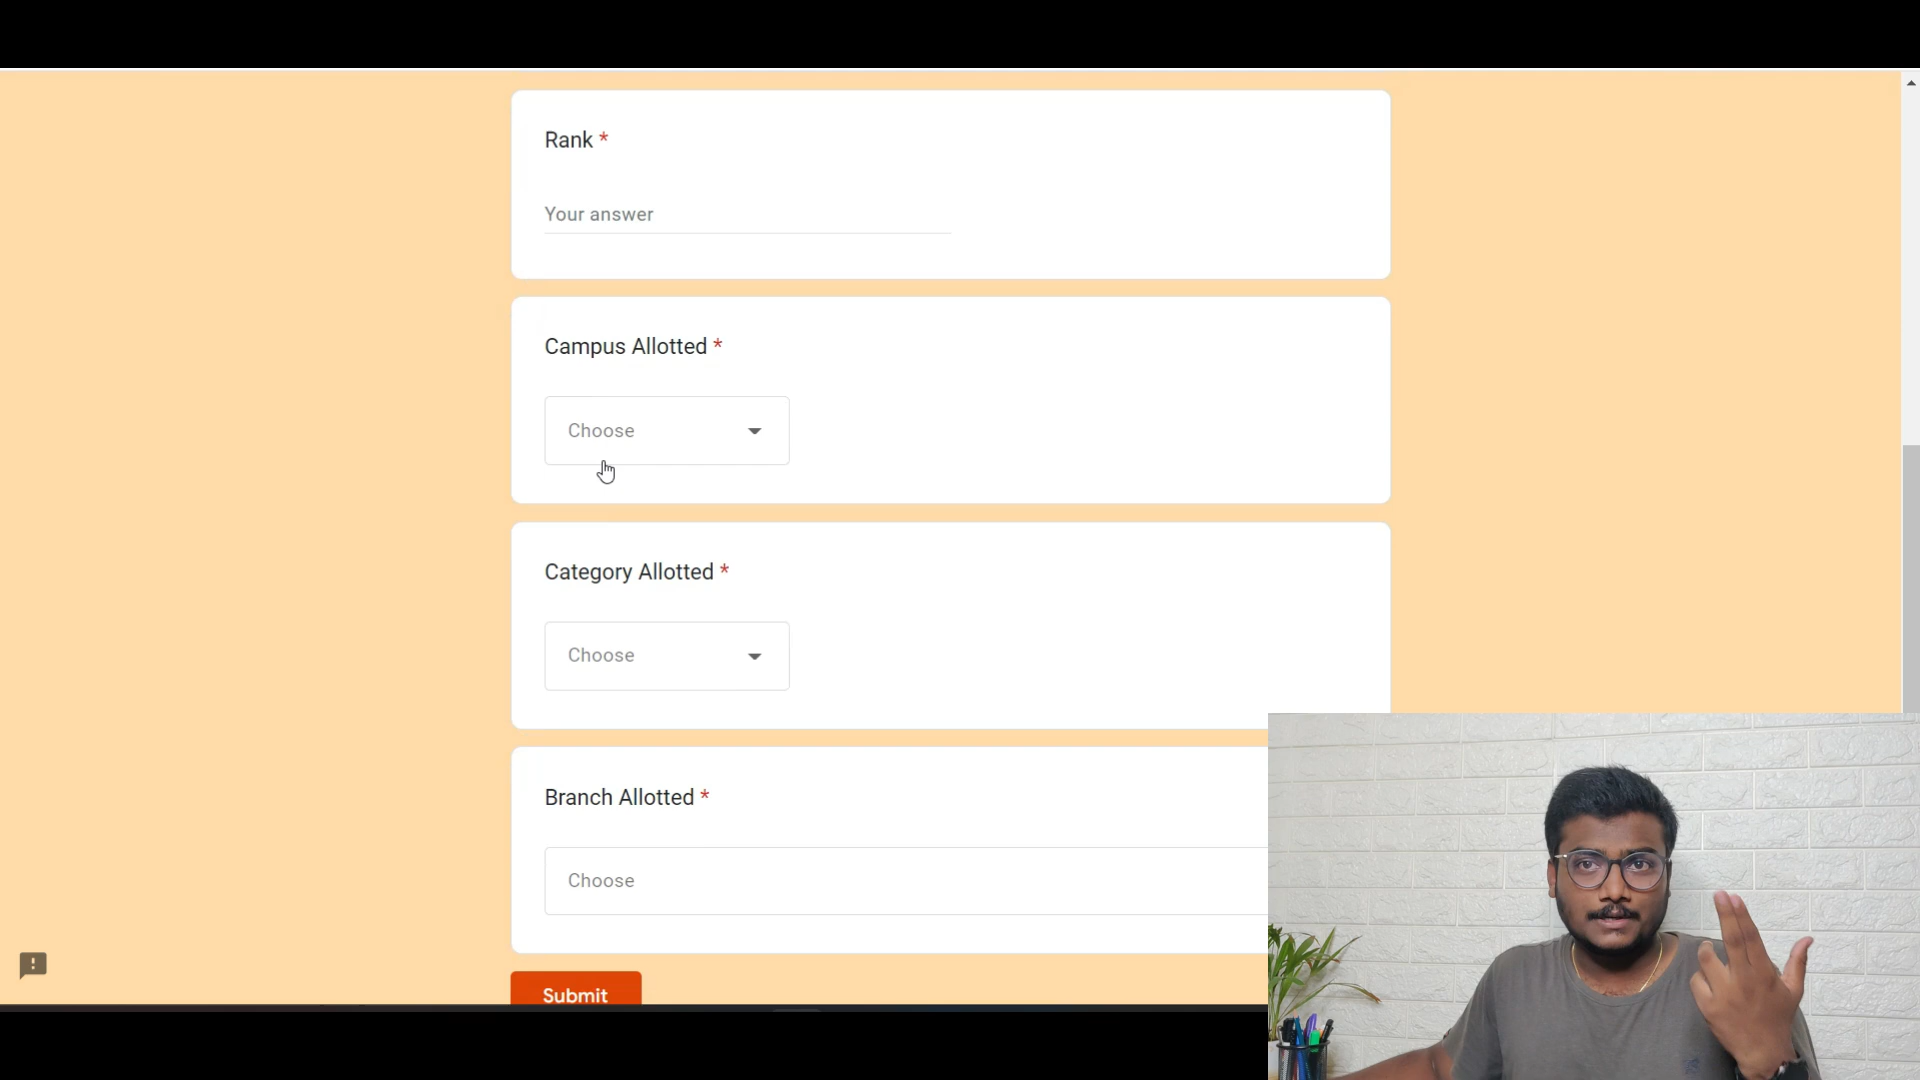 Rank *
Your answer
Campus Allotted *
Choose
Category Allotted *
Choose
Branch Allotted *
Choose
Submit